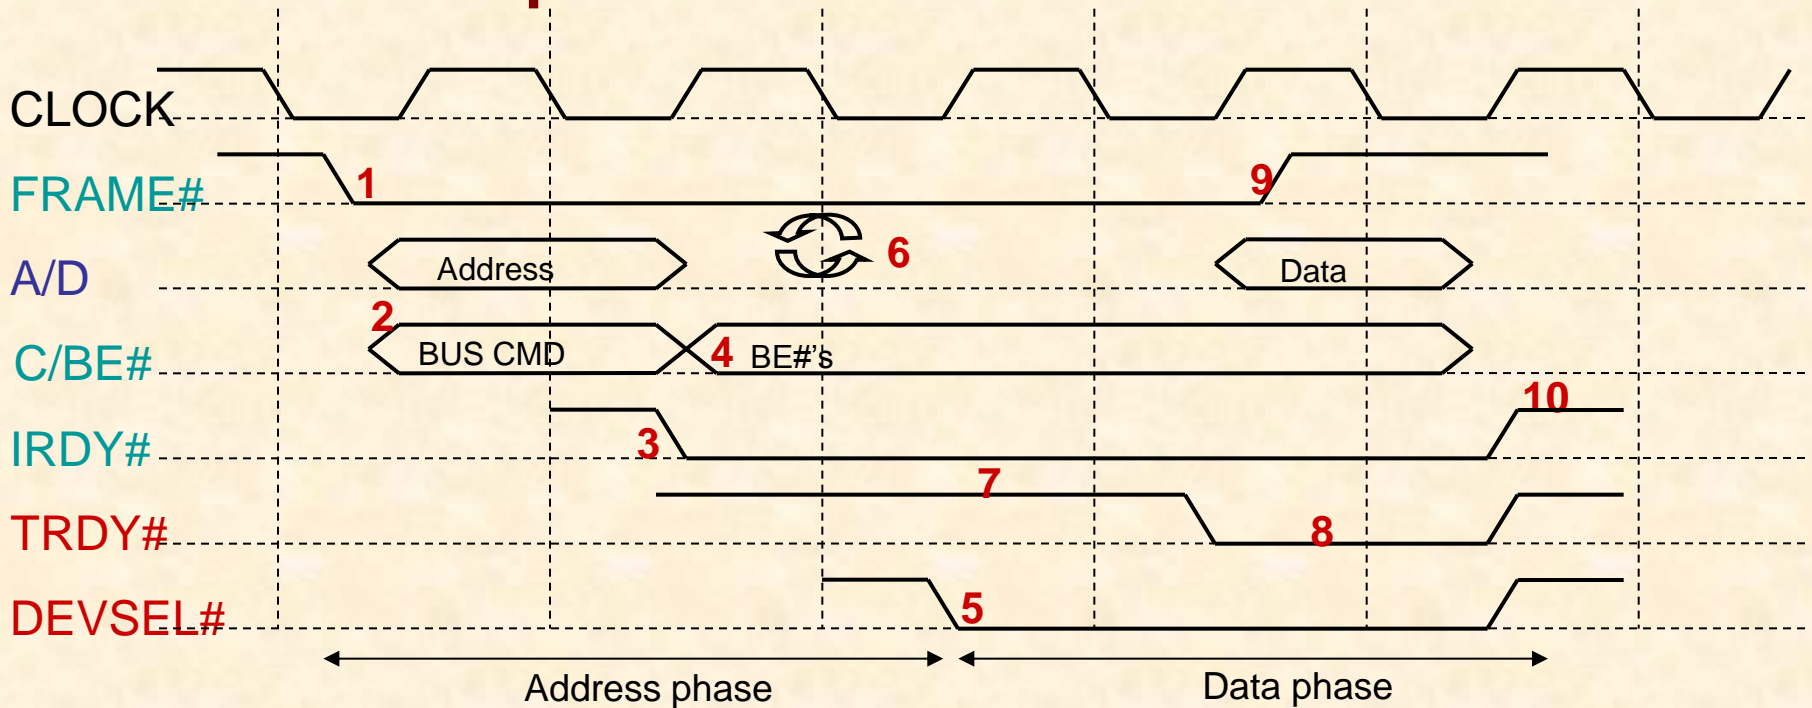 CLOCK
FRAME# 1 9
A/D Address 6 Data
C/BE# 2 BUS CMD 4 BE#'s
IRDY# 3 10
TRDY# 7 8
DEVSEL# 5
Address phase Data phase